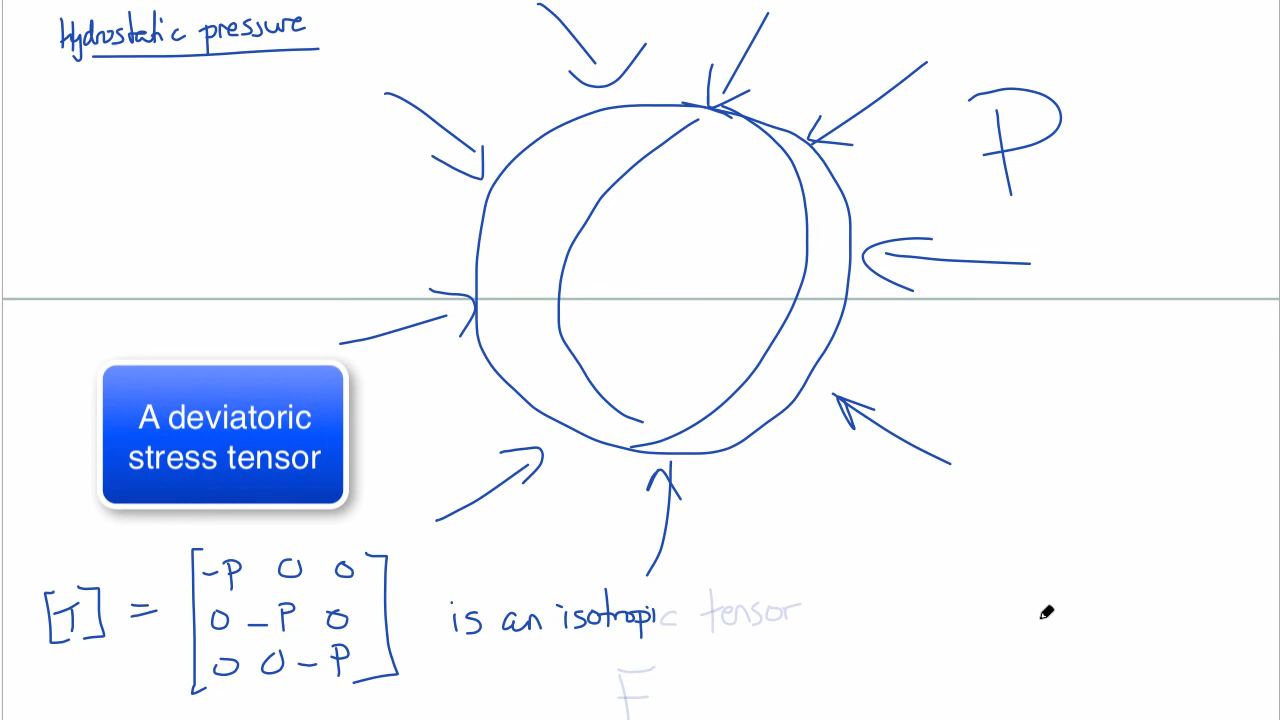 Hydrostatic pressure
P
A deviatoric
stress tensor
[T] = [-P 0 0
0 -P 0
0 0 -P] is an isotropic tensor
F